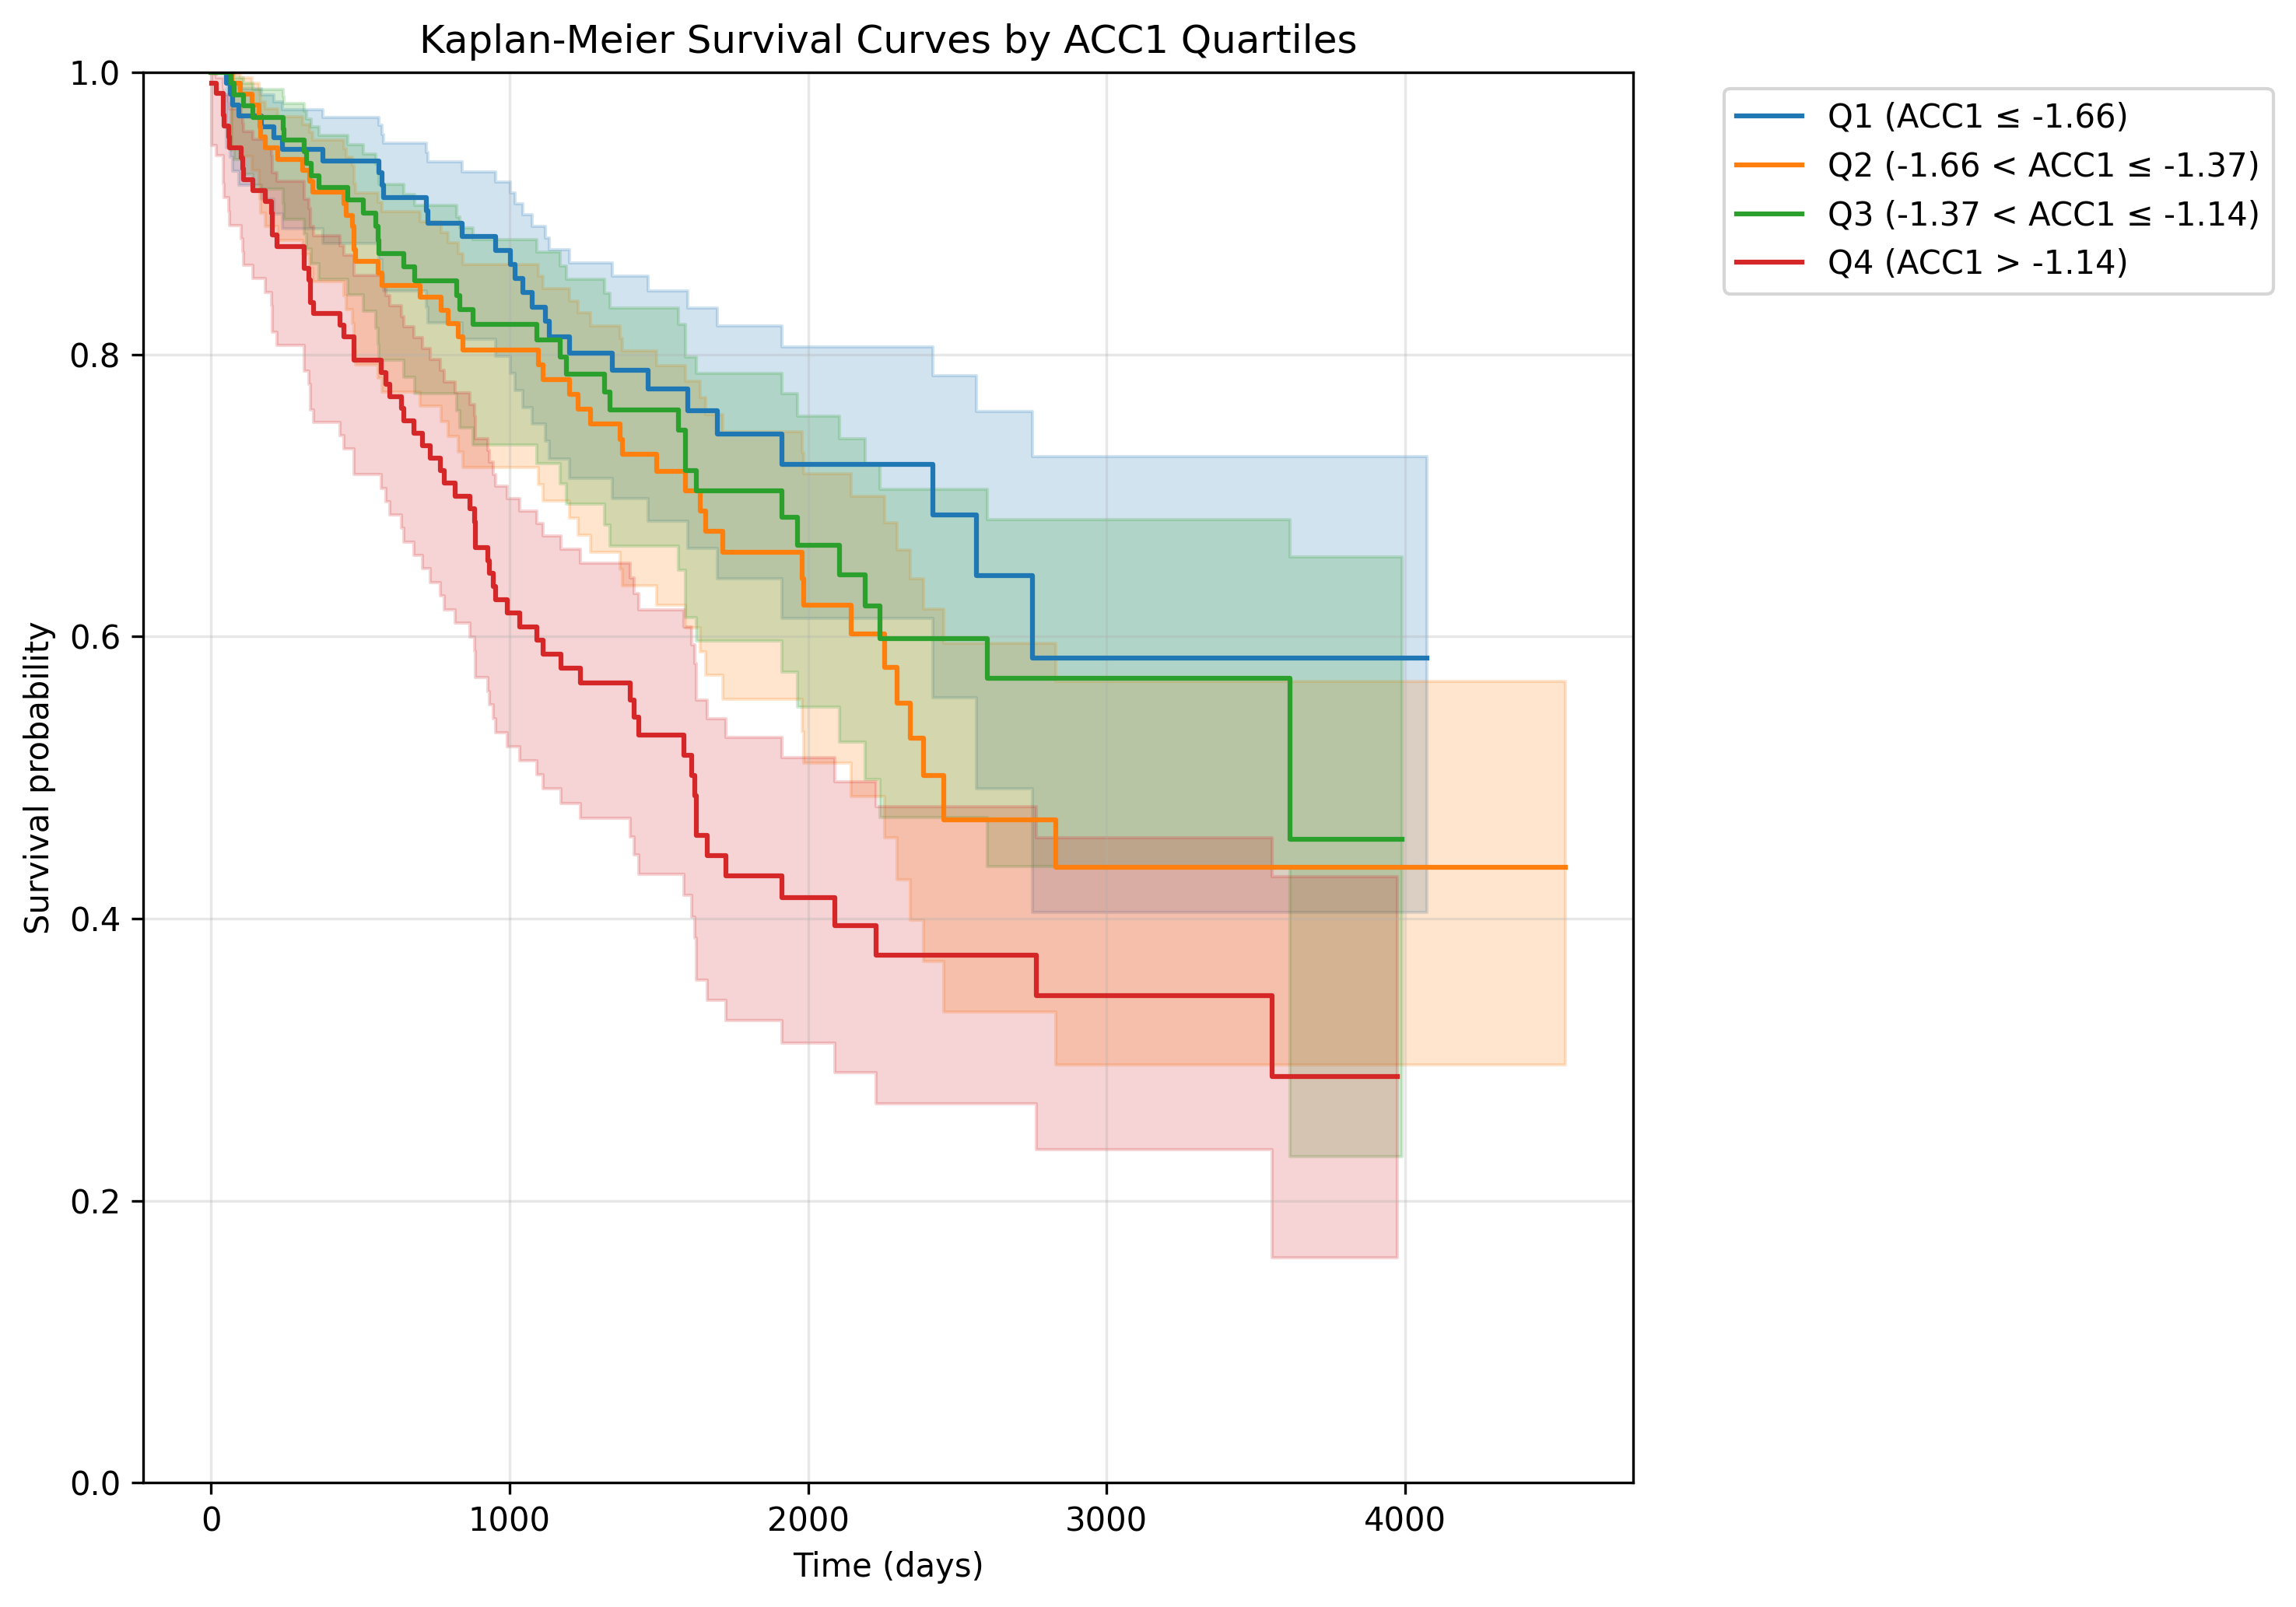 Kaplan-Meier Survival Curves by ACC1 Quartiles
1.0
0.8
0.6
0.4
0.2
0.0
Survival probability
0 1000 2000 3000 4000
Time (days)
Q1 (ACC1 ≤ -1.66)
Q2 (-1.66 < ACC1 ≤ -1.37)
Q3 (-1.37 < ACC1 ≤ -1.14)
Q4 (ACC1 > -1.14)